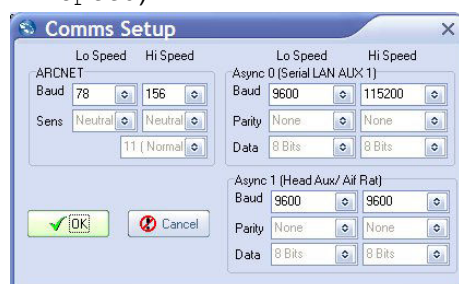 Comms Setup
Lo Speed Hi Speed
ARCNET
Baud 78 156
Sens Neutral Neutral
11 ( Normal
Lo Speed Hi Speed
Async 0 (Serial LAN AUX 1)
Baud 9600 115200
Parity None None
Data 8 Bits 8 Bits
Async 1 (Head Aux/ Aif Rat)
Baud 9600 9600
Parity None None
Data 8 Bits 8 Bits
OK Cancel